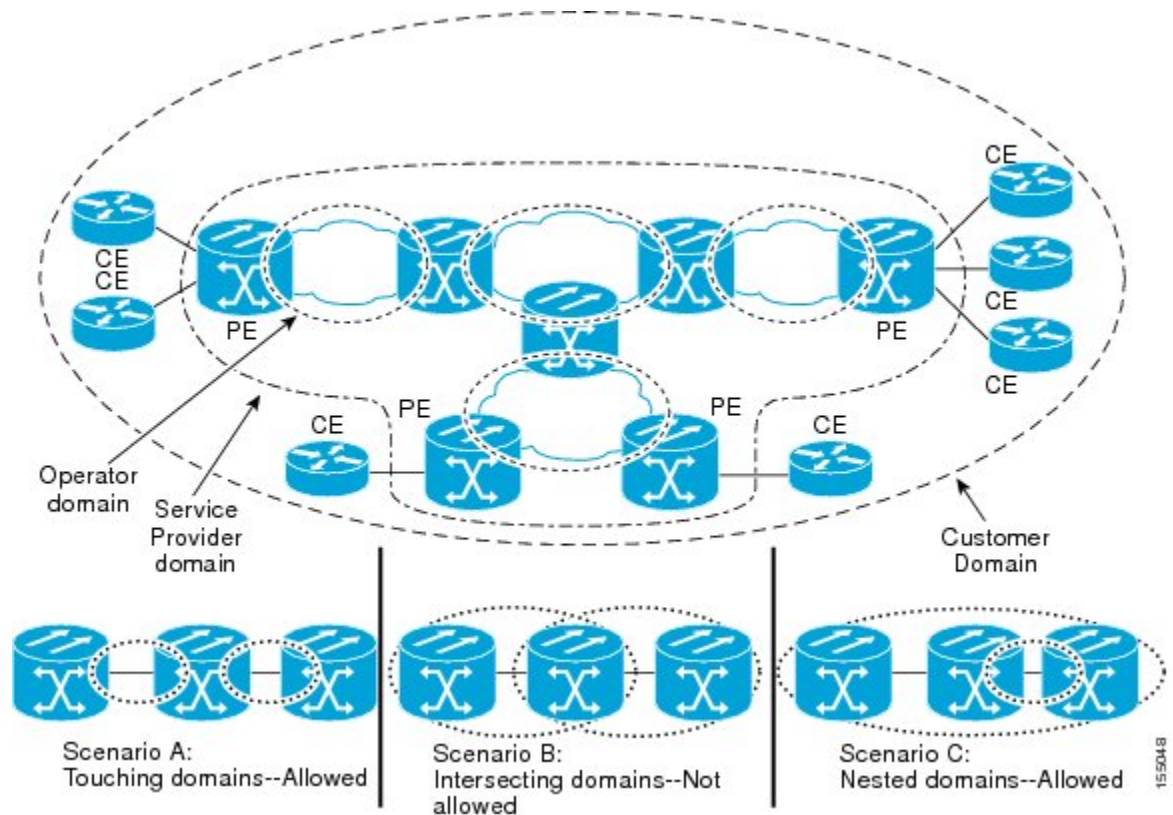 CE
CE
CE
PE
PE
CE
CE
PE
PE
CE
CE
Operator
domain
Service
Provider
domain
Customer
Domain
Scenario A:
Touching domains--Allowed
Scenario B:
Intersecting domains--Not
allowed
Scenario C:
Nested domains--Allowed
155048